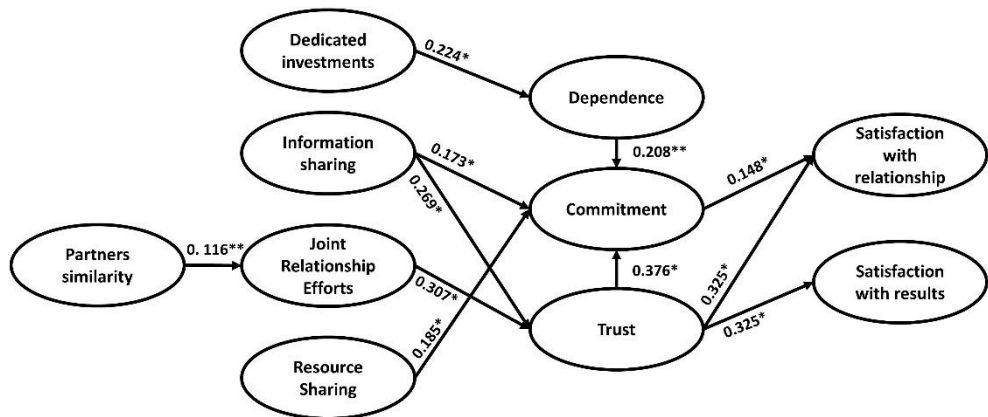 Dedicated
investments
0.224*
Dependence
Information
sharing
0.173*
0.269*
0.208**
Commitment
0.148*
Satisfaction
with
relationship
Partners
similarity
0. 116**
Joint
Relationship
Efforts
0.307*
0.376*
0.325*
Satisfaction
with results
0.185*
Trust
0.325*
Resource
Sharing